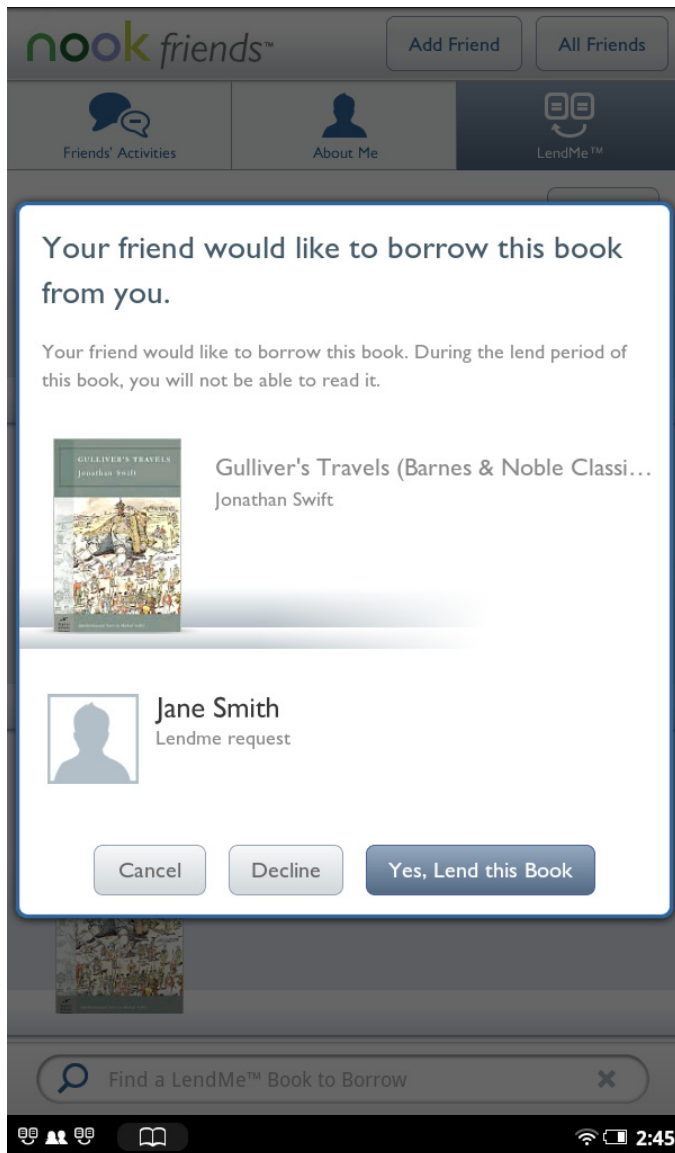 nook friends™
Add Friend
All Friends
Friends' Activities
About Me
LendMe™
Your friend would like to borrow this book
from you.
Your friend would like to borrow this book. During the lend period of
this book, you will not be able to read it.
GULLIVER'S TRAVELS
Jonathan Swift
Gulliver's Travels (Barnes & Noble Classi...
Jonathan Swift
Jane Smith
Lendme request
Cancel
Decline
Yes, Lend this Book
Find a LendMe™ Book to Borrow
2:45